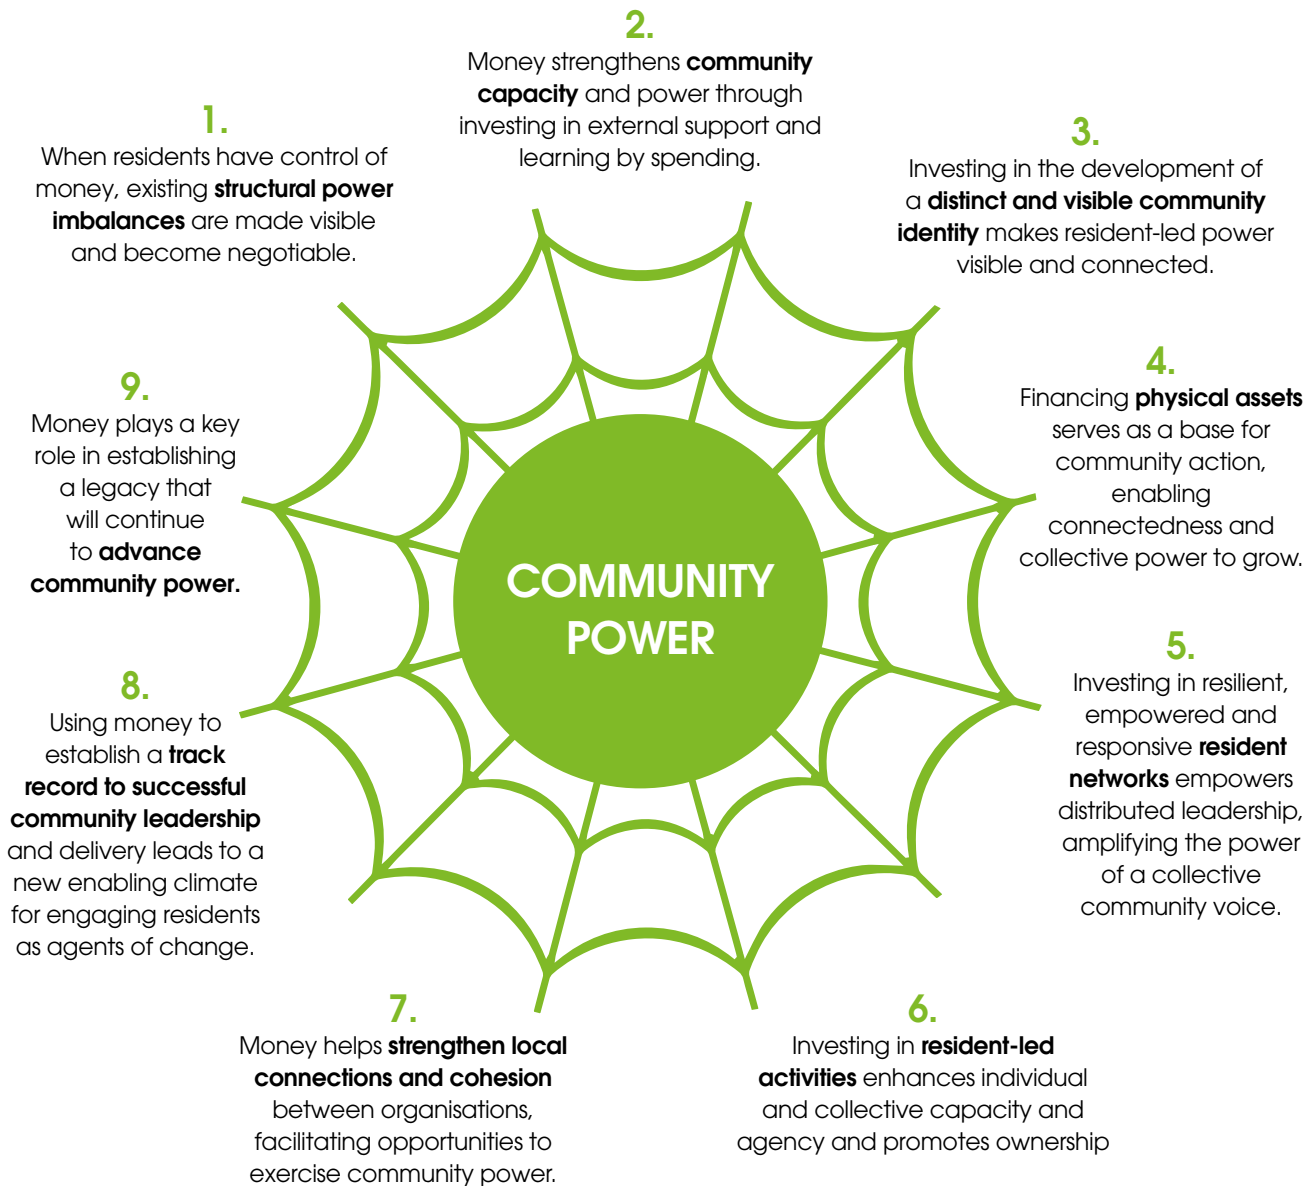 1.
When residents have control of
money, existing structural power
imbalances are made visible
and become negotiable.
2.
Money strengthens community
capacity and power through
investing in external support and
learning by spending.
3.
Investing in the development of
a distinct and visible community
identity makes resident-led power
visible and connected.
4.
Financing physical assets
serves as a base for
community action,
enabling
connectedness and
collective power to grow.
5.
Investing in resilient,
empowered and
responsive resident
networks empowers
distributed leadership,
amplifying the power
of a collective
community voice.
6.
Investing in resident-led
activities enhances individual
and collective capacity and
agency and promotes ownership
7.
Money helps strengthen local
connections and cohesion
between organisations,
facilitating opportunities to
exercise community power.
8.
Using money to
establish a track
record to successful
community leadership
and delivery leads to a
new enabling climate
for engaging residents
as agents of change.
9.
Money plays a key
role in establishing
a legacy that
will continue
to advance
community power.
COMMUNITY
POWER